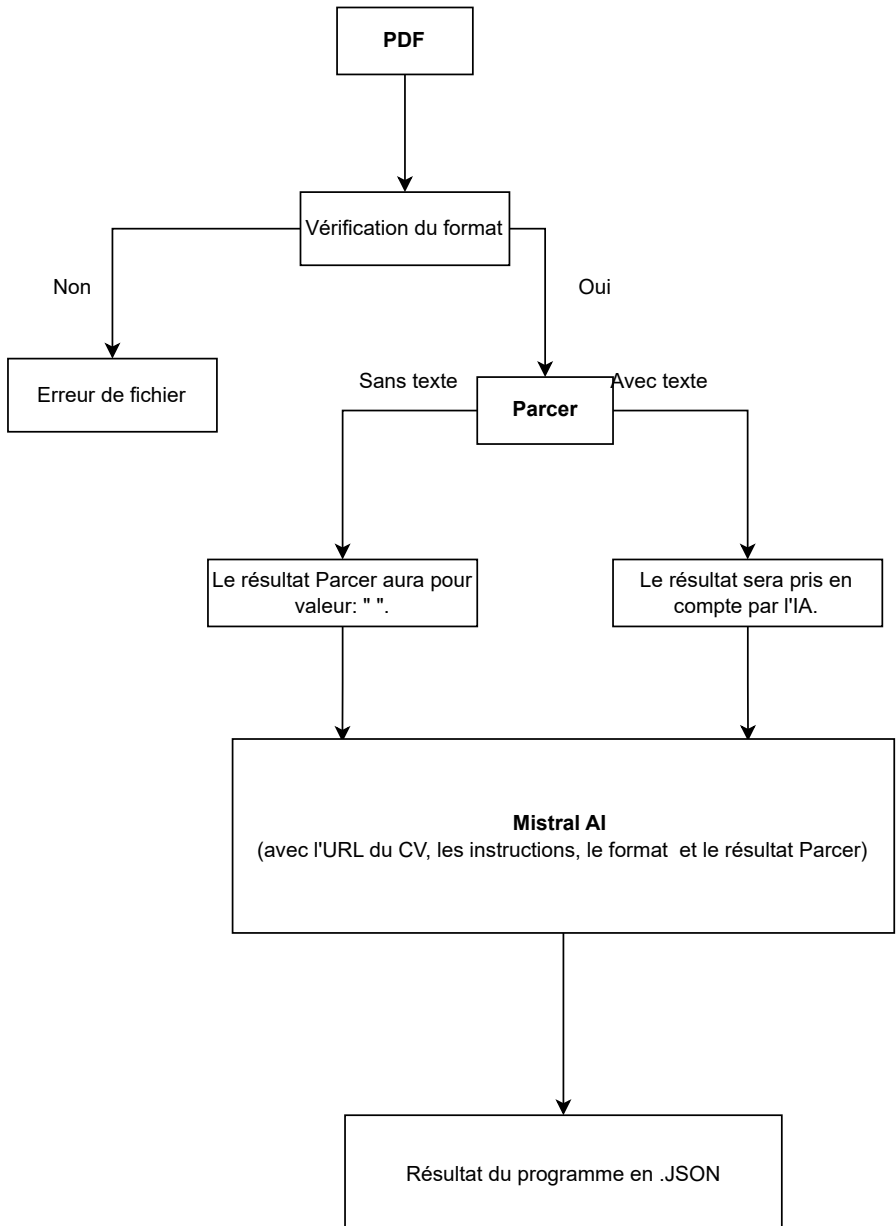 PDF
Vérification du format
Non
Oui
Erreur de fichier
Sans texte
Avec texte
Parcer
Le résultat Parcer aura pour
valeur: " ".
Le résultat sera pris en
compte par l'IA.
Mistral AI
(avec l'URL du CV, les instructions, le format  et le résultat Parcer)
Résultat du programme en .JSON